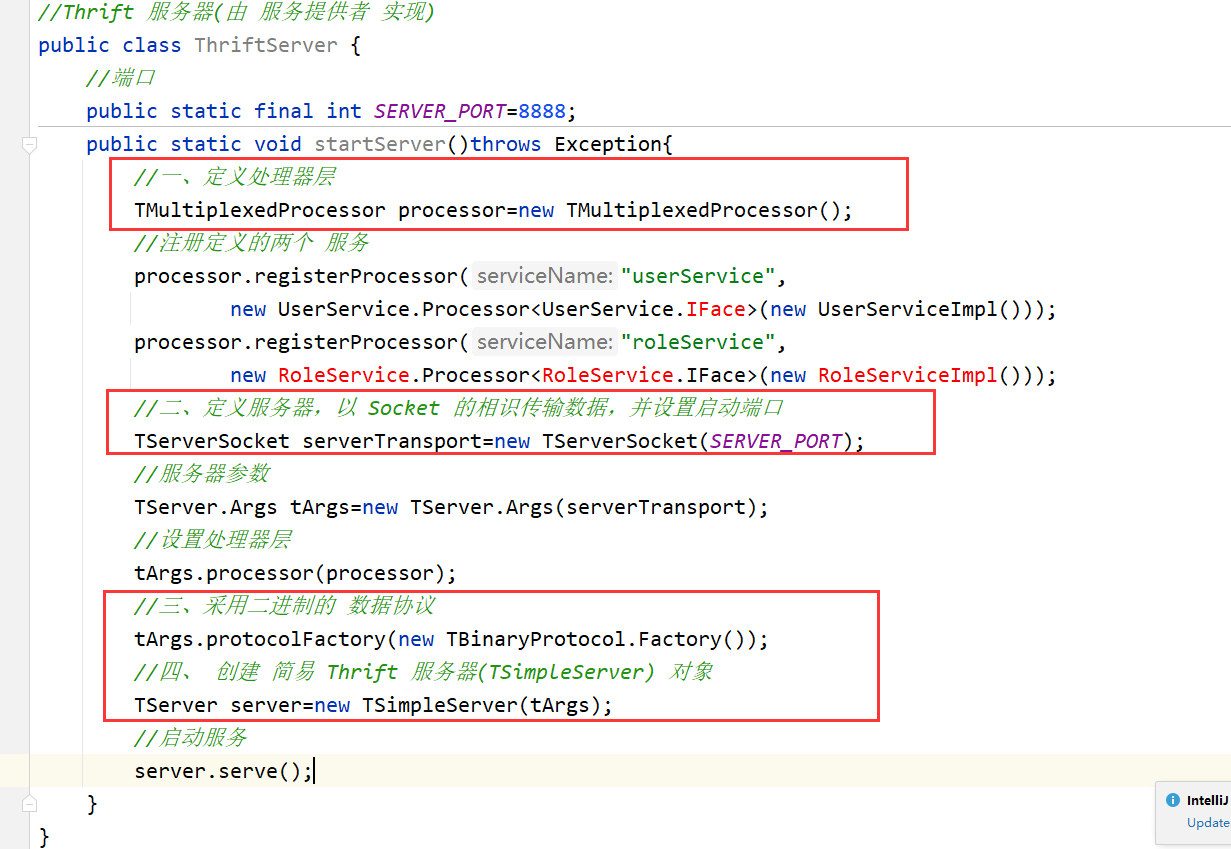 //Thrift 服务器(由 服务提供者 实现)
public class ThriftServer {
//端口
public static final int SERVER_PORT=8888;
public static void startServer()throws Exception{
//一、定义处理器层
TMultiplexedProcessor processor=new TMultiplexedProcessor();
//注册定义的两个 服务
processor.registerProcessor( serviceName: "userService",
new UserService.Processor<UserService.IFace>(new UserServiceImpl()));
processor.registerProcessor( serviceName: "roleService",
new RoleService.Processor<RoleService.IFace>(new RoleServiceImpl()));
//二、定义服务器，以 Socket 的相识传输数据，并设置启动端口
TServerSocket serverTransport=new TServerSocket(SERVER_PORT);
//服务器参数
TServer.Args tArgs=new TServer.Args(serverTransport);
//设置处理器层
tArgs.processor(processor);
//三、采用二进制的 数据协议
tArgs.protocolFactory(new TBinaryProtocol.Factory());
//四、 创建 简易 Thrift 服务器(TSimpleServer) 对象
TServer server=new TSimpleServer(tArgs);
//启动服务
server.serve();
}
}
IntelliJ
Update